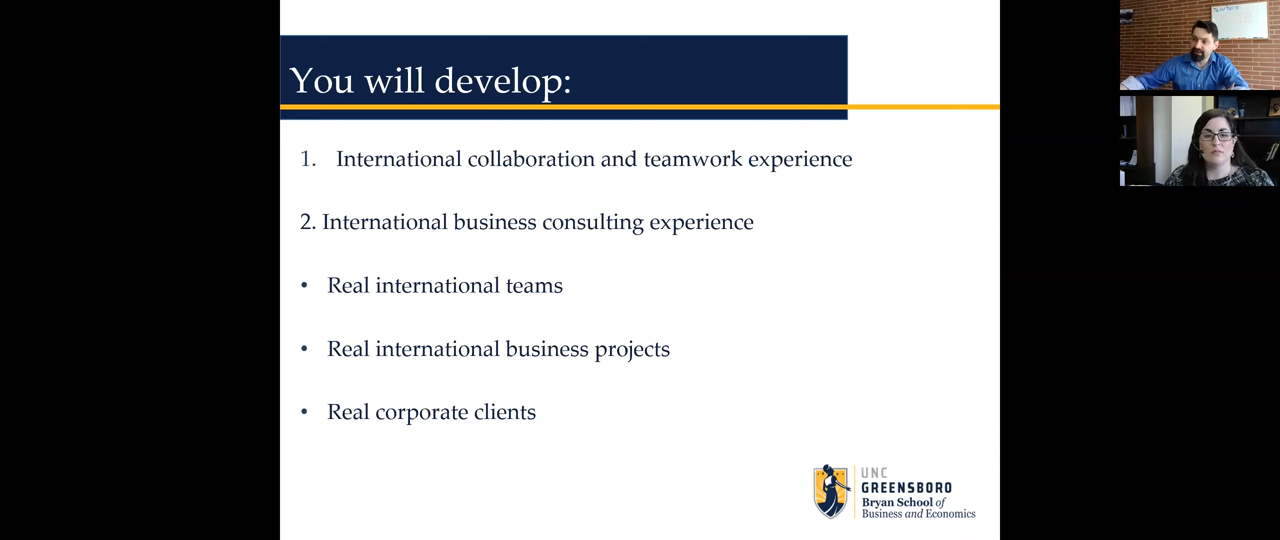 You will develop:
1. International collaboration and teamwork experience
2. International business consulting experience
• Real international teams
• Real international business projects
• Real corporate clients
UNC
GREENSBORO
Bryan School of
Business and Economics